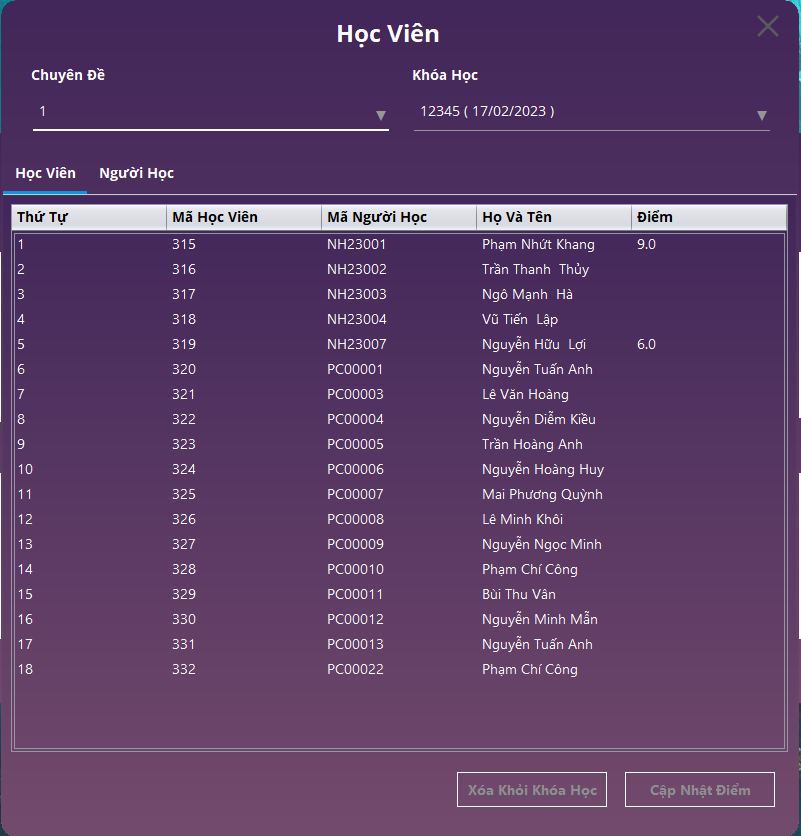 Học Viên
Chuyên Đề Khóa Học
1 12345 ( 17/02/2023 )
Học Viên Người Học
Thứ Tự Mã Học Viên Mã Người Học Họ Và Tên Điểm
1 315 NH23001 Phạm Nhứt Khang 9.0
2 316 NH23002 Trần Thanh  Thủy
3 317 NH23003 Ngô Mạnh  Hà
4 318 NH23004 Vũ Tiến  Lập
5 319 NH23007 Nguyễn Hữu  Lợi 6.0
6 320 PC00001 Nguyễn Tuấn Anh
7 321 PC00003 Lê Văn Hoàng
8 322 PC00004 Nguyễn Diễm Kiều
9 323 PC00005 Trần Hoàng Anh
10 324 PC00006 Nguyễn Hoàng Huy
11 325 PC00007 Mai Phương Quỳnh
12 326 PC00008 Lê Minh Khôi
13 327 PC00009 Nguyễn Ngọc Minh
14 328 PC00010 Phạm Chí Công
15 329 PC00011 Bùi Thu Vân
16 330 PC00012 Nguyễn Minh Mẫn
17 331 PC00013 Nguyễn Tuấn Anh
18 332 PC00022 Phạm Chí Công
Xóa Khỏi Khóa Học Cập Nhật Điểm